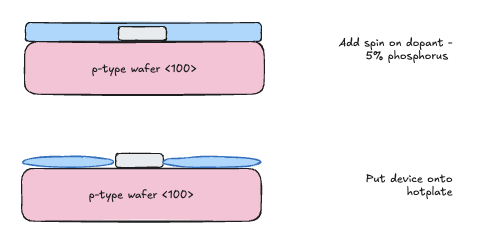 Add spin on dopant -
5% phosphorus
p-type wafer <100>
p-type wafer <100>
Put device onto
hotplate